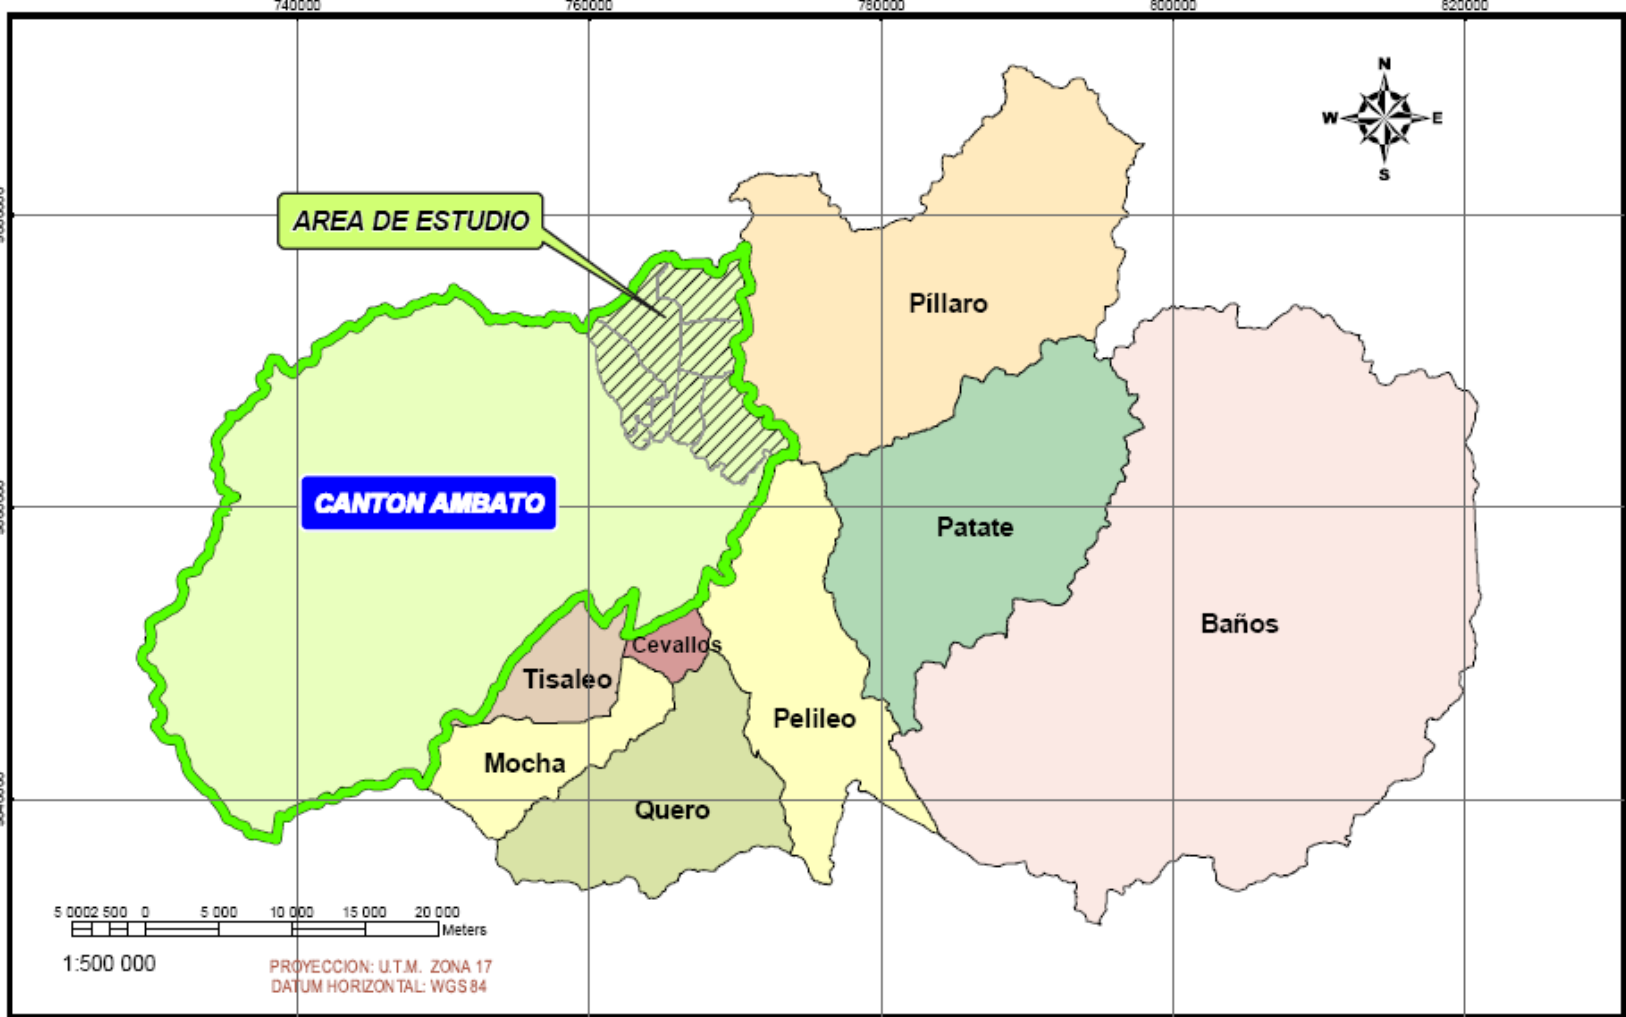 740000
760000
780000
800000
820000
N
W
E
S
AREA DE ESTUDIO
Píllaro
CANTON AMBATO
Patate
Baños
Cevallos
Tisaleo
Pelileo
Mocha
Quero
5 0002 500 0 5 000 10 000 15 000 20 000
Meters
1:500 000
PROYECCION: U.T.M. ZONA 17
DATUM HORIZONTAL: WGS 84